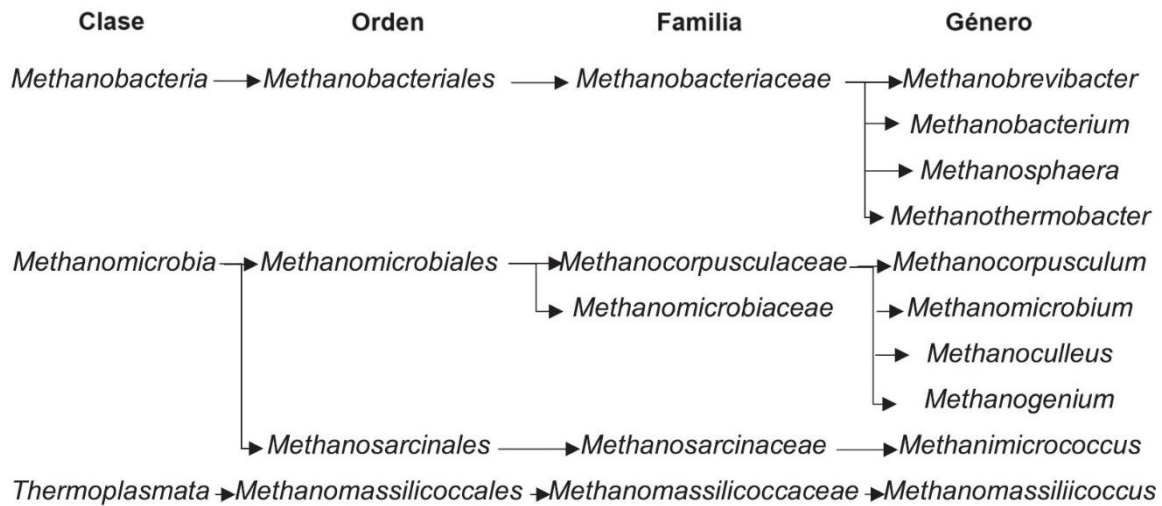 Clase Orden Familia Género
Methanobacteria Methanobacteriales Methanobacteriaceae Methanobrevibacter
Methanobacterium
Methanosphaera
Methanothermobacter
Methanomicrobia Methanomicrobiales Methanocorpusculaceae Methanocorpusculum
Methanomicrobiaceae Methanomicrobium
Methanoculleus
Methanogenium
Methanosarcinales Methanosarcinaceae Methanimicrococcus
Thermoplasmata Methanomassilicoccales Methanomassilicoccaceae Methanomassiliicoccus